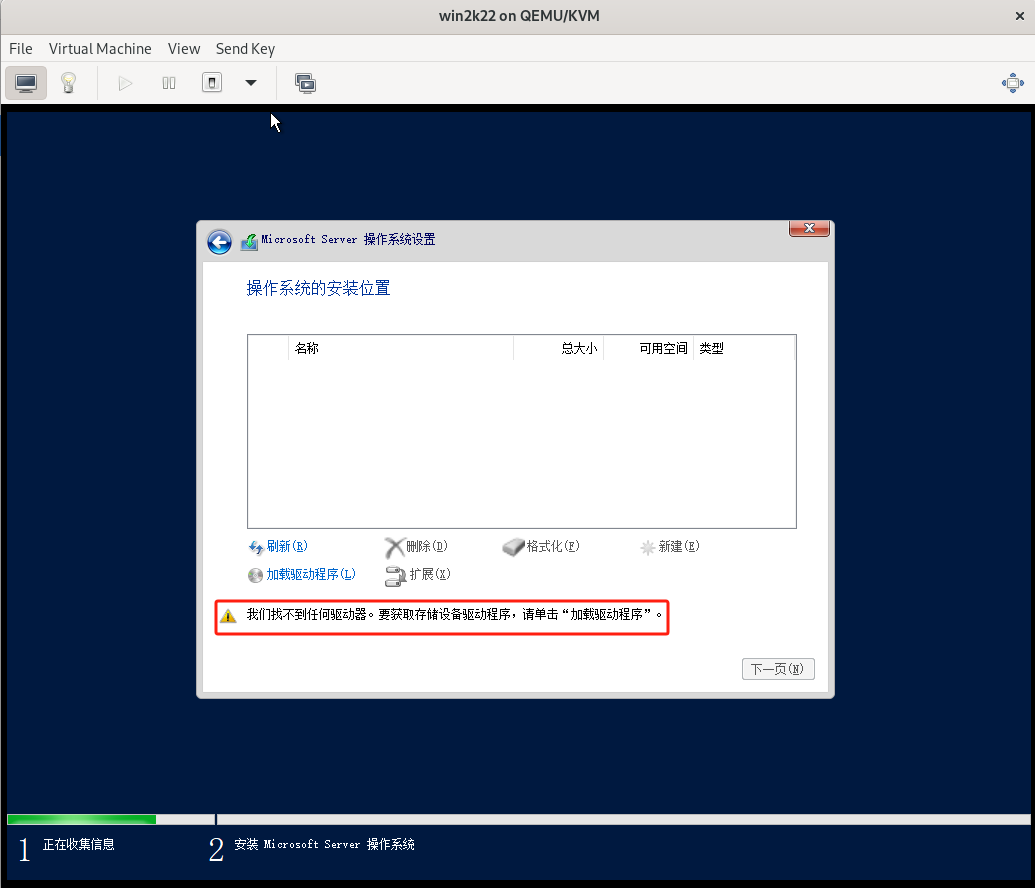 win2k22 on QEMU/KVM
File Virtual Machine View Send Key
Microsoft Server 操作系统设置
操作系统的安装位置
名称 总大小 可用空间 类型
刷新(R) 删除(D) 格式化(F) 新建(E)
加载驱动程序(L) 扩展(X)
我们找不到任何驱动器。要获取存储设备驱动程序，请单击“加载驱动程序”。
下一页(N)
1 正在收集信息 2 安装 Microsoft Server 操作系统